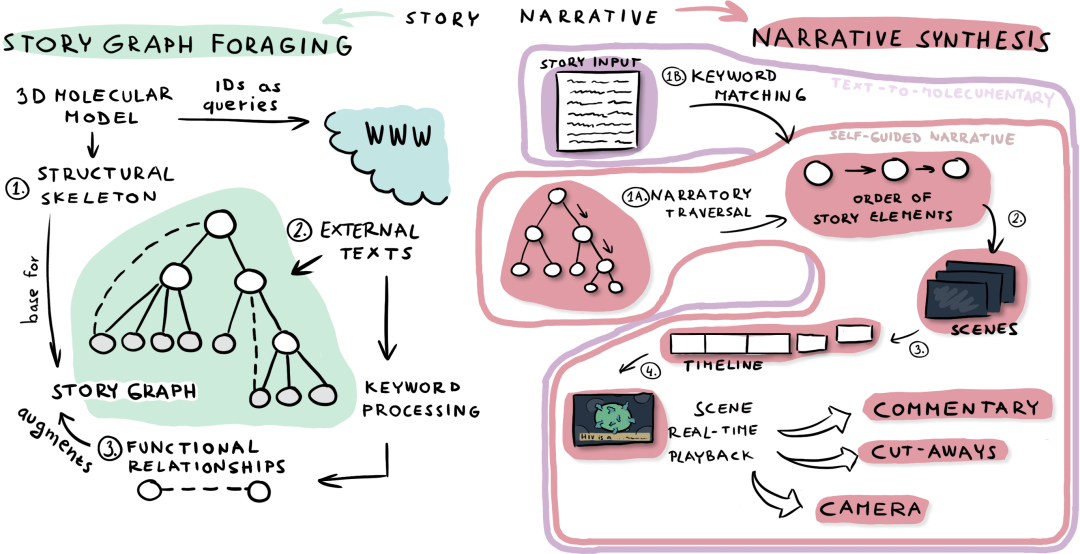 STORY
NARRATIVE
STORY GRAPH FORAGING
3D MOLECULAR
MODEL
IDs as
queries
WWW
1. STRUCTURAL
SKELETON
2. EXTERNAL
TEXTS
base for
STORY GRAPH
augments
3. FUNCTIONAL
RELATIONSHIPS
KEYWORD
PROCESSING
NARRATIVE SYNTHESIS
STORY INPUT
1B KEYWORD
MATCHING
TEXT-TO-MOLECUMENTARY
SELF-GUIDED NARRATIVE
1A. NARRATORY
TRAVERSAL
ORDER OF
STORY ELEMENTS
2.
SCENES
3.
TIMELINE
4.
HIV is a ...
SCENE
REAL-TIME
PLAYBACK
COMMENTARY
CUT-AWAYS
CAMERA